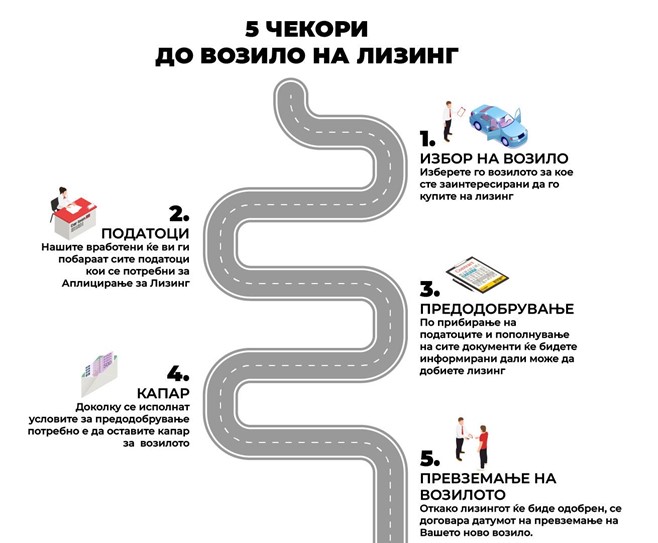 5 ЧЕКОРИ
ДО ВОЗИЛО НА ЛИЗИНГ
1.
ИЗБОР НА ВОЗИЛО
Изберете го возилото за кое
сте заинтересирани да го
купите на лизинг
2.
ПОДАТОЦИ
Нашите вработени ќе ви ги
побараат сите податоци
кои се потребни за
Аплицирање за Лизинг
3.
ПРЕДОДОБРУВАЊЕ
По прибирање на
податоците и пополнување
на сите документи ќе бидете
информирани дали може да
добиете лизинг
4.
КАПАР
Доколку се исполнат
условите за предодобрување
потребно е да оставите капар
за возилото
5.
ПРЕВЗЕМАЊЕ НА
ВОЗИЛОТО
Откако лизингот ќе биде одобрен, се
договара датумот на превземање на
Вашето ново возило.